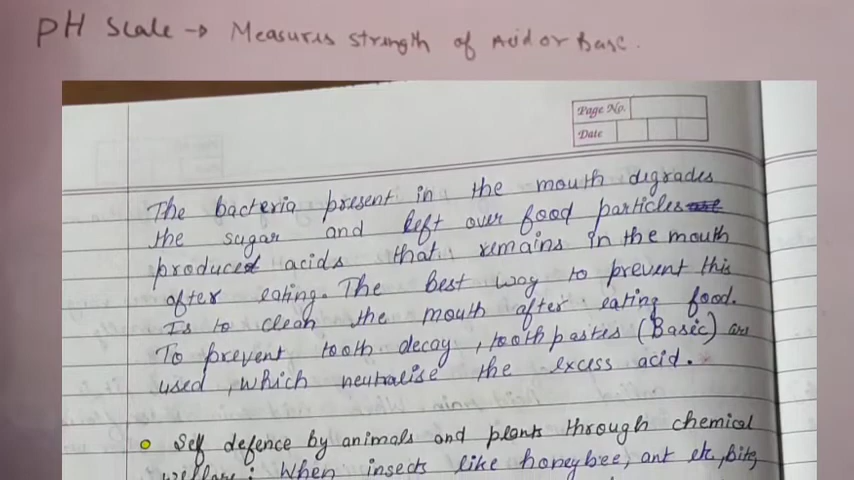 PH Scale → Measures strength of Acid or Base.
Page No.
Date
The bacteria present in the mouth degrades
the sugar and left over food particles
produced acids that remains in the mouth
after eating. The best way to prevent this
Is to clean the mouth after eating food.
To prevent tooth decay, tooth pastes (Basic) are
used, which neutralise the excess acid.
Self defence by animals and plants through chemical
warfare: When insects like honeybee, ant etc, bite,